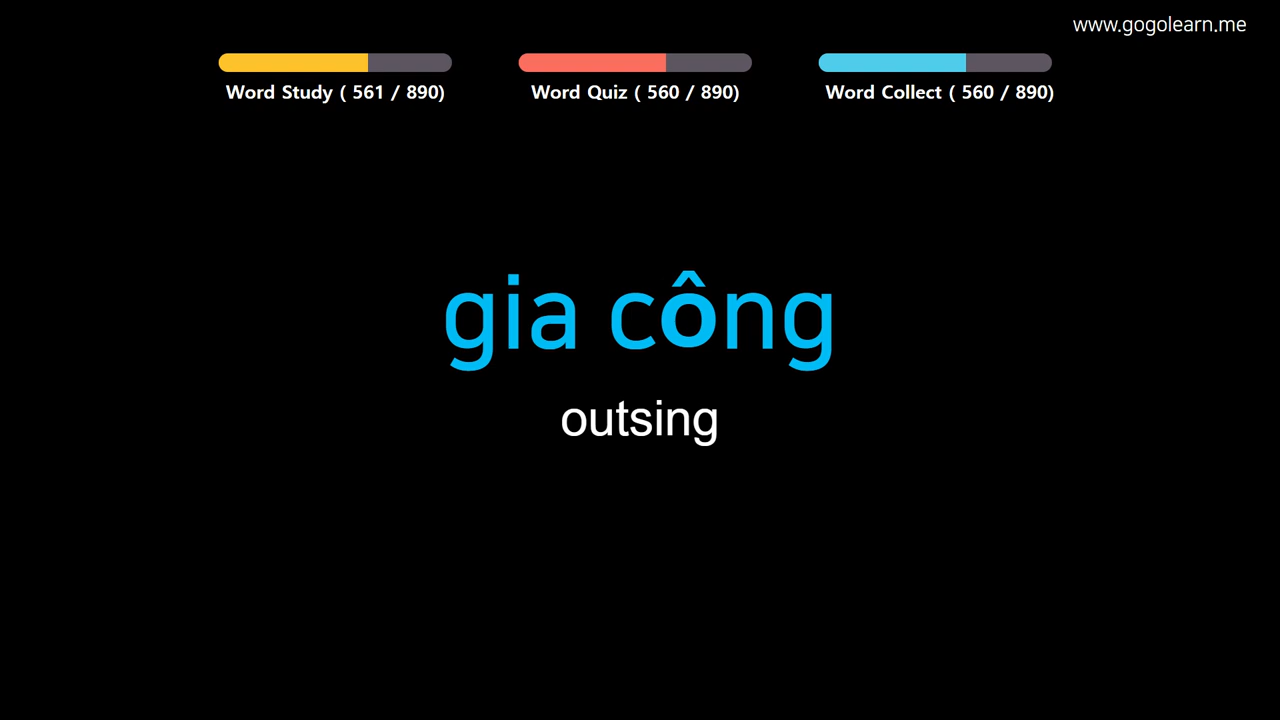 www.gogolearn.me
Word Study ( 561 / 890)
Word Quiz ( 560 / 890)
Word Collect ( 560 / 890)
gia công
outsing